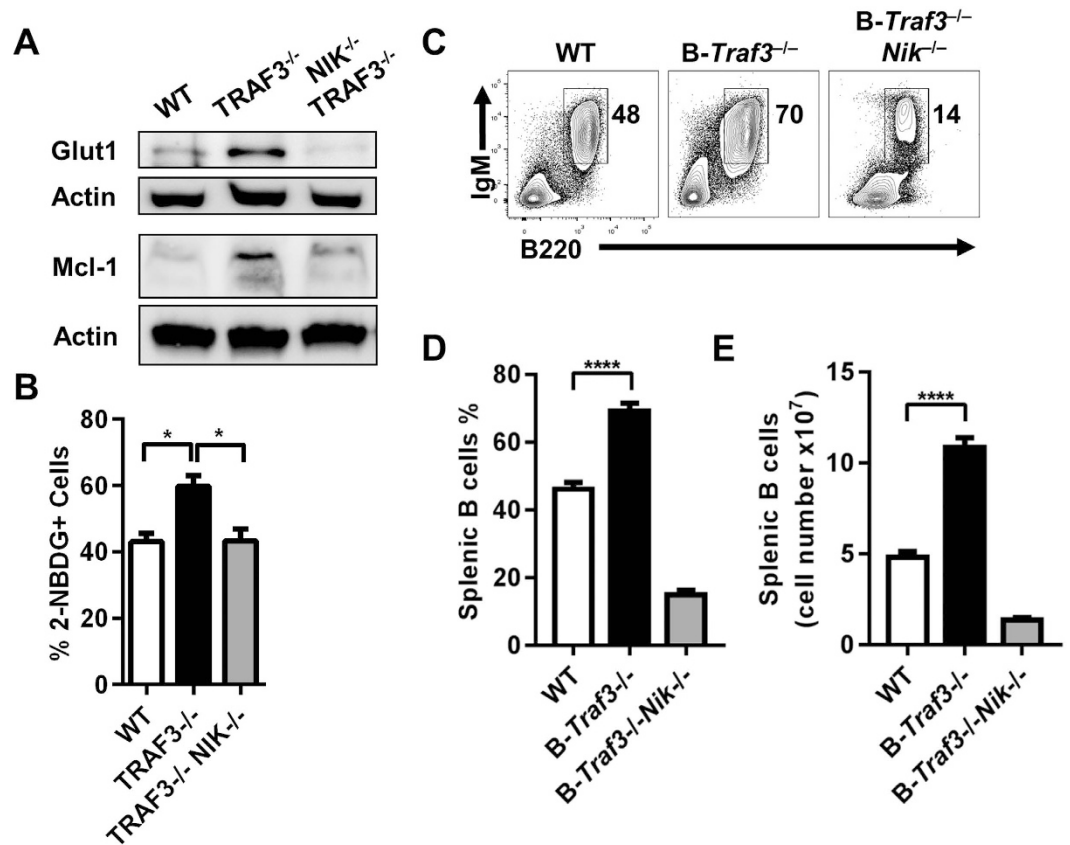 A
WT
TRAF3-/-
NIK-/-
TRAF3-/-
Glut1
Actin
Mcl-1
Actin
B
% 2-NBDG+ Cells
80
60
40
20
0
*
*
WT
TRAF3-/-
TRAF3-/- NIK-/-
C
WT
B-Traf3–/–
B-Traf3–/–
Nik–/–
48
70
14
IgM
B220
D
Splenic B cells %
80
60
40
20
0
****
WT
B-Traf3-/-
B-Traf3-/-Nik-/-
E
Splenic B cells
(cell number x10⁷)
15
10
5
0
****
WT
B-Traf3-/-
B-Traf3-/-Nik-/-